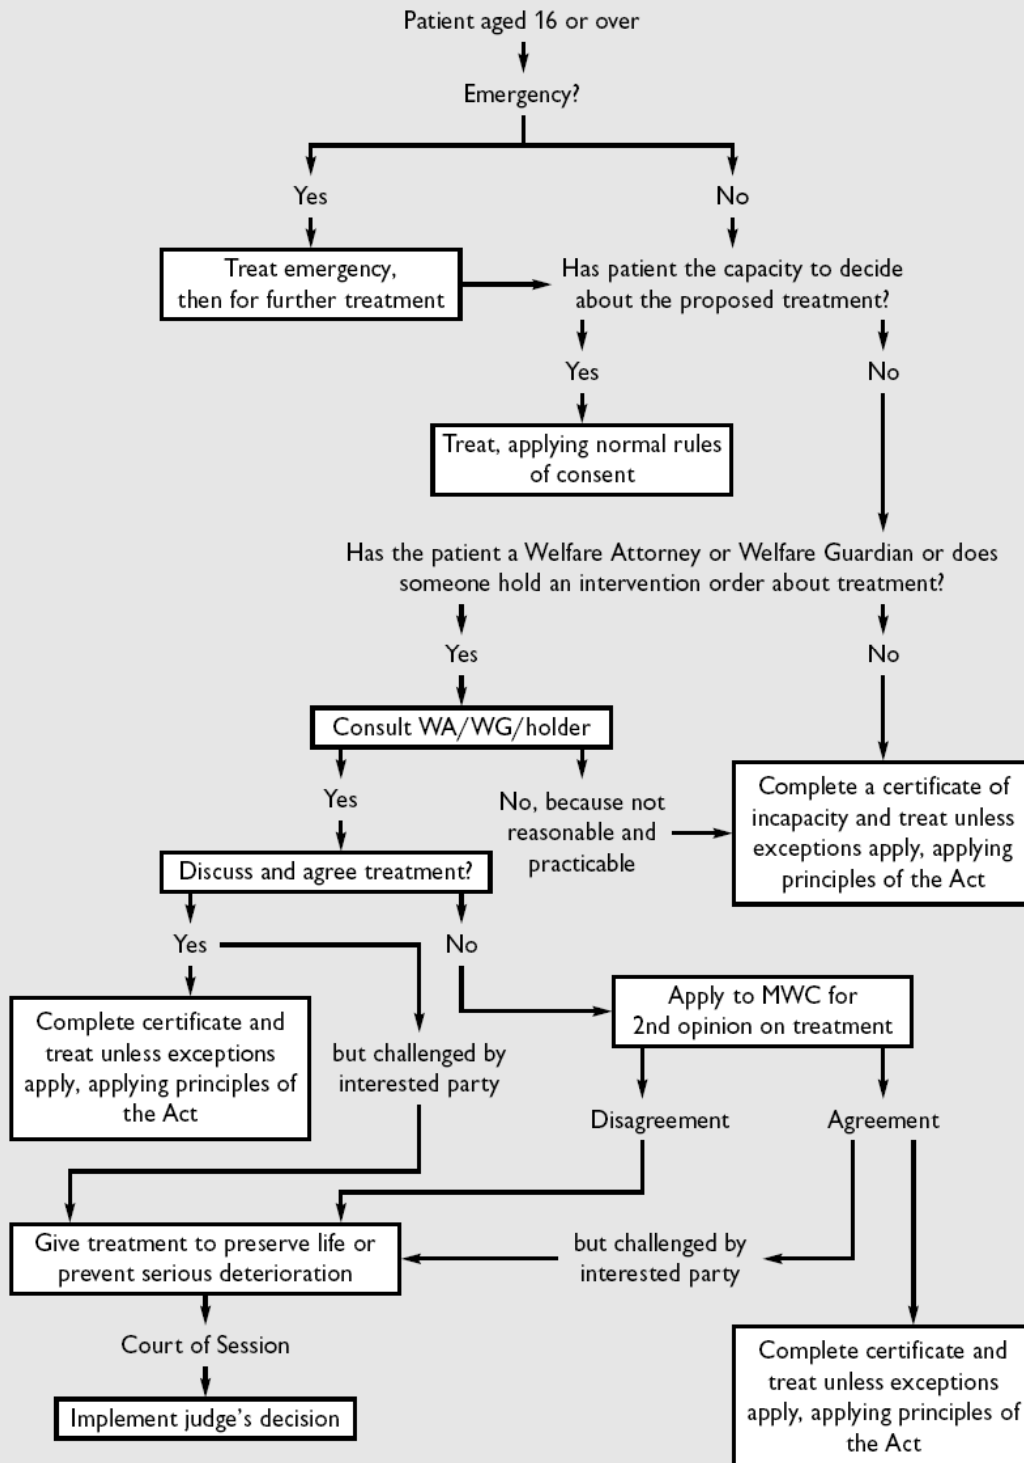 Patient aged 16 or over
Emergency?
Yes
No
Treat emergency,
then for further treatment
Has patient the capacity to decide
about the proposed treatment?
Yes
No
Treat, applying normal rules
of consent
Has the patient a Welfare Attorney or Welfare Guardian or does
someone hold an intervention order about treatment?
Yes
No
Consult WA/WG/holder
Yes
No, because not
reasonable and
practicable
Complete a certificate of
incapacity and treat unless
exceptions apply, applying
principles of the Act
Discuss and agree treatment?
Yes
No
Complete certificate and
treat unless exceptions
apply, applying principles of
the Act
but challenged by
interested party
Apply to MWC for
2nd opinion on treatment
Disagreement
Agreement
Give treatment to preserve life or
prevent serious deterioration
but challenged by
interested party
Court of Session
Implement judge's decision
Complete certificate and
treat unless exceptions
apply, applying principles of
the Act